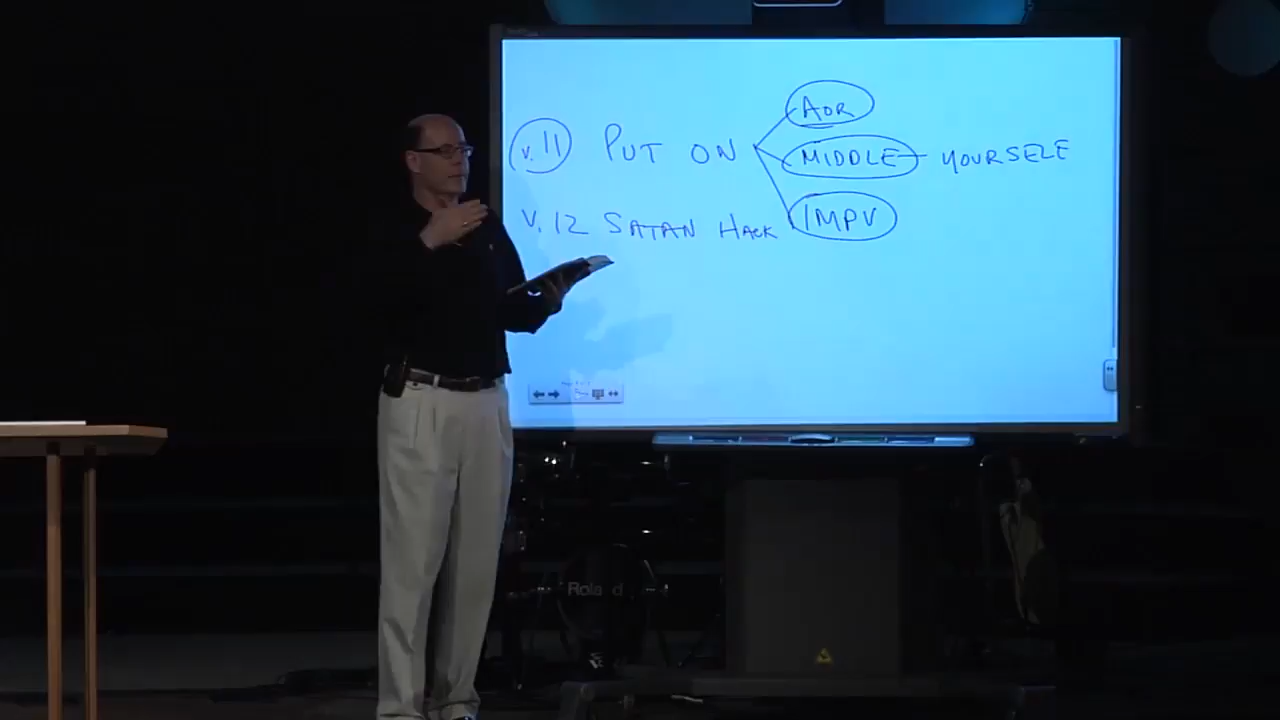 AOR
v. 11 PUT ON MIDDLE — YOURSELF
IMPV
V. 12 SATAN HACK
Roland